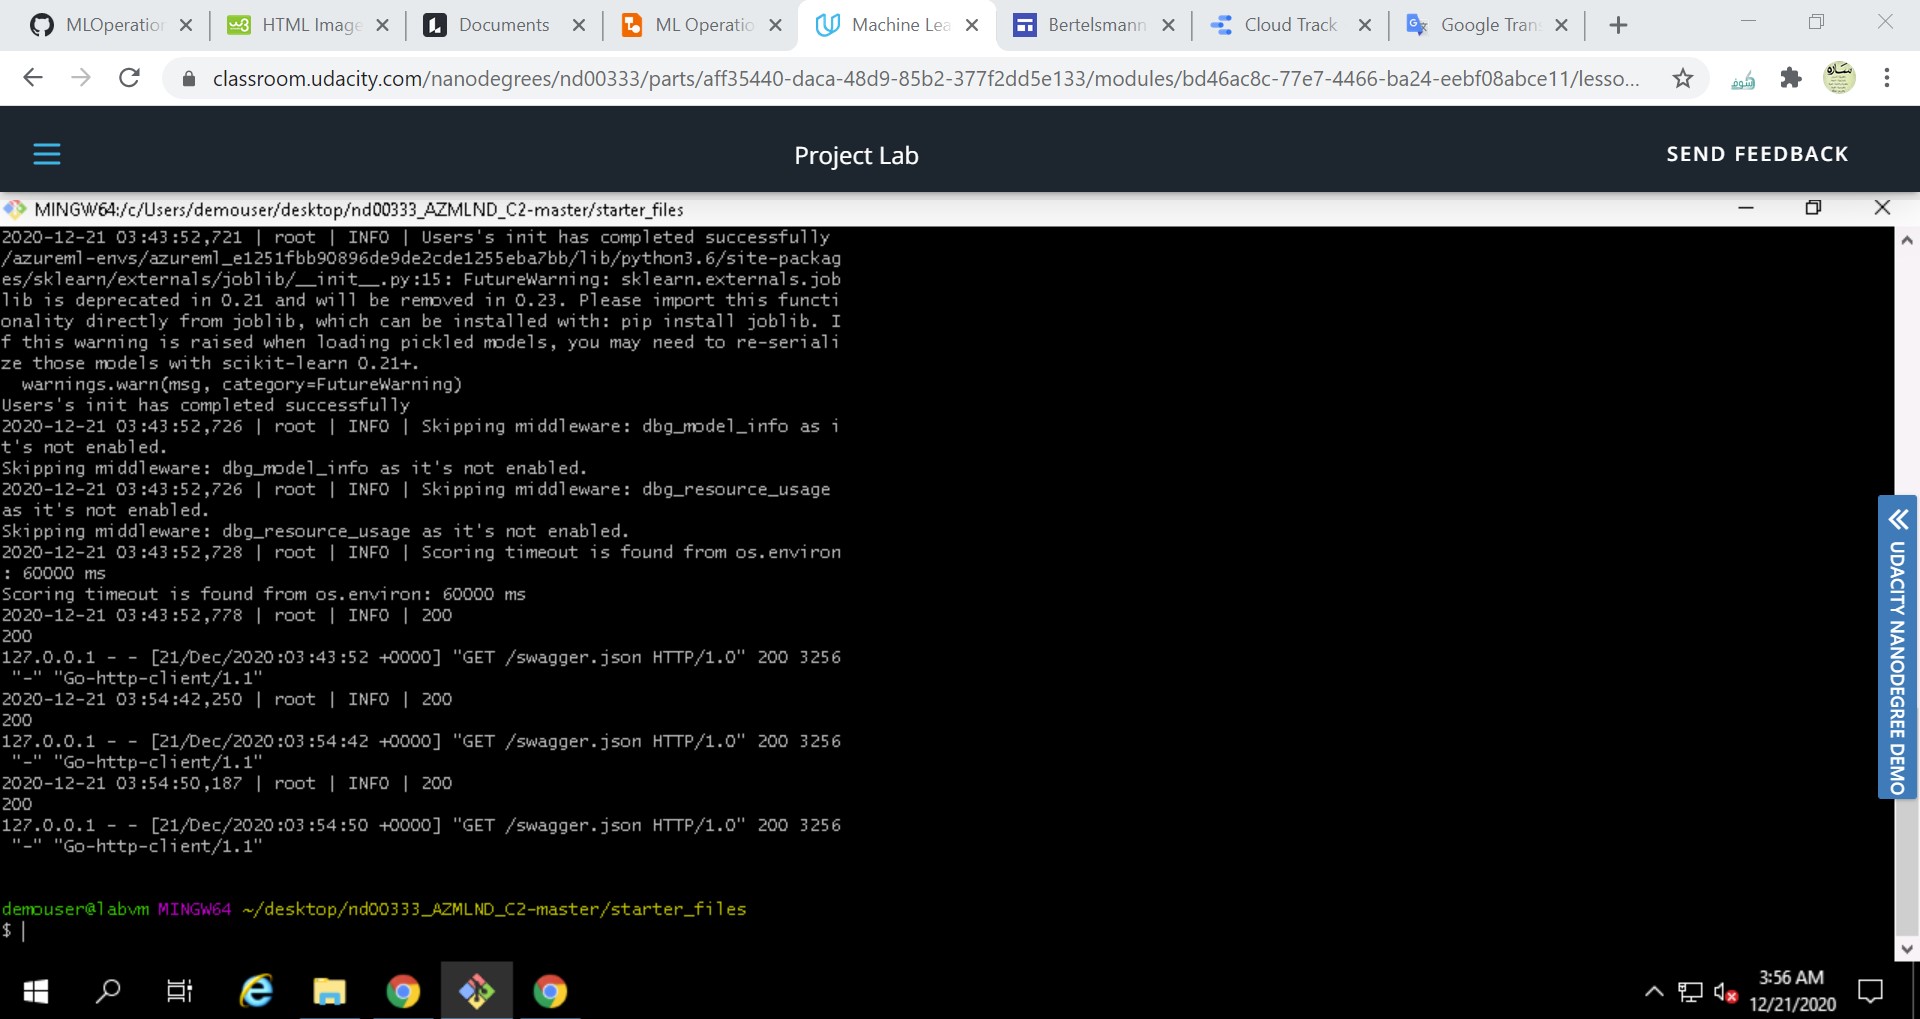 MLOperation
HTML Image
Documents
ML Operatio
Machine Lea
Bertelsmann
Cloud Track
Google Tran
classroom.udacity.com/nanodegrees/nd00333/parts/aff35440-daca-48d9-85b2-377f2dd5e133/modules/bd46ac8c-77e7-4466-ba24-eebf08abce11/lesso...
Project Lab
SEND FEEDBACK
MINGW64:/c/Users/demouser/desktop/nd00333_AZMLND_C2-master/starter_files
2020-12-21 03:43:52,721 | root | INFO | Users's init has completed successfully
/azureml-envs/azureml_e1251fbb90896de9de2cde1255eba7bb/lib/python3.6/site-packag
es/sklearn/externals/joblib/__init__.py:15: FutureWarning: sklearn.externals.job
lib is deprecated in 0.21 and will be removed in 0.23. Please import this functi
onality directly from joblib, which can be installed with: pip install joblib. I
f this warning is raised when loading pickled models, you may need to re-seriali
ze those models with scikit-learn 0.21+.
warnings.warn(msg, category=FutureWarning)
Users's init has completed successfully
2020-12-21 03:43:52,726 | root | INFO | Skipping middleware: dbg_model_info as i
t's not enabled.
Skipping middleware: dbg_model_info as it's not enabled.
2020-12-21 03:43:52,726 | root | INFO | Skipping middleware: dbg_resource_usage
as it's not enabled.
Skipping middleware: dbg_resource_usage as it's not enabled.
2020-12-21 03:43:52,728 | root | INFO | Scoring timeout is found from os.environ
: 60000 ms
Scoring timeout is found from os.environ: 60000 ms
2020-12-21 03:43:52,778 | root | INFO | 200
200
127.0.0.1 - - [21/Dec/2020:03:43:52 +0000] "GET /swagger.json HTTP/1.0" 200 3256
"-" "Go-http-client/1.1"
2020-12-21 03:54:42,250 | root | INFO | 200
200
127.0.0.1 - - [21/Dec/2020:03:54:42 +0000] "GET /swagger.json HTTP/1.0" 200 3256
"-" "Go-http-client/1.1"
2020-12-21 03:54:50,187 | root | INFO | 200
200
127.0.0.1 - - [21/Dec/2020:03:54:50 +0000] "GET /swagger.json HTTP/1.0" 200 3256
"-" "Go-http-client/1.1"
demouser@labvm MINGW64 ~/desktop/nd00333_AZMLND_C2-master/starter_files
$
UDACITY NANODEGREE DEMO
3:56 AM
12/21/2020